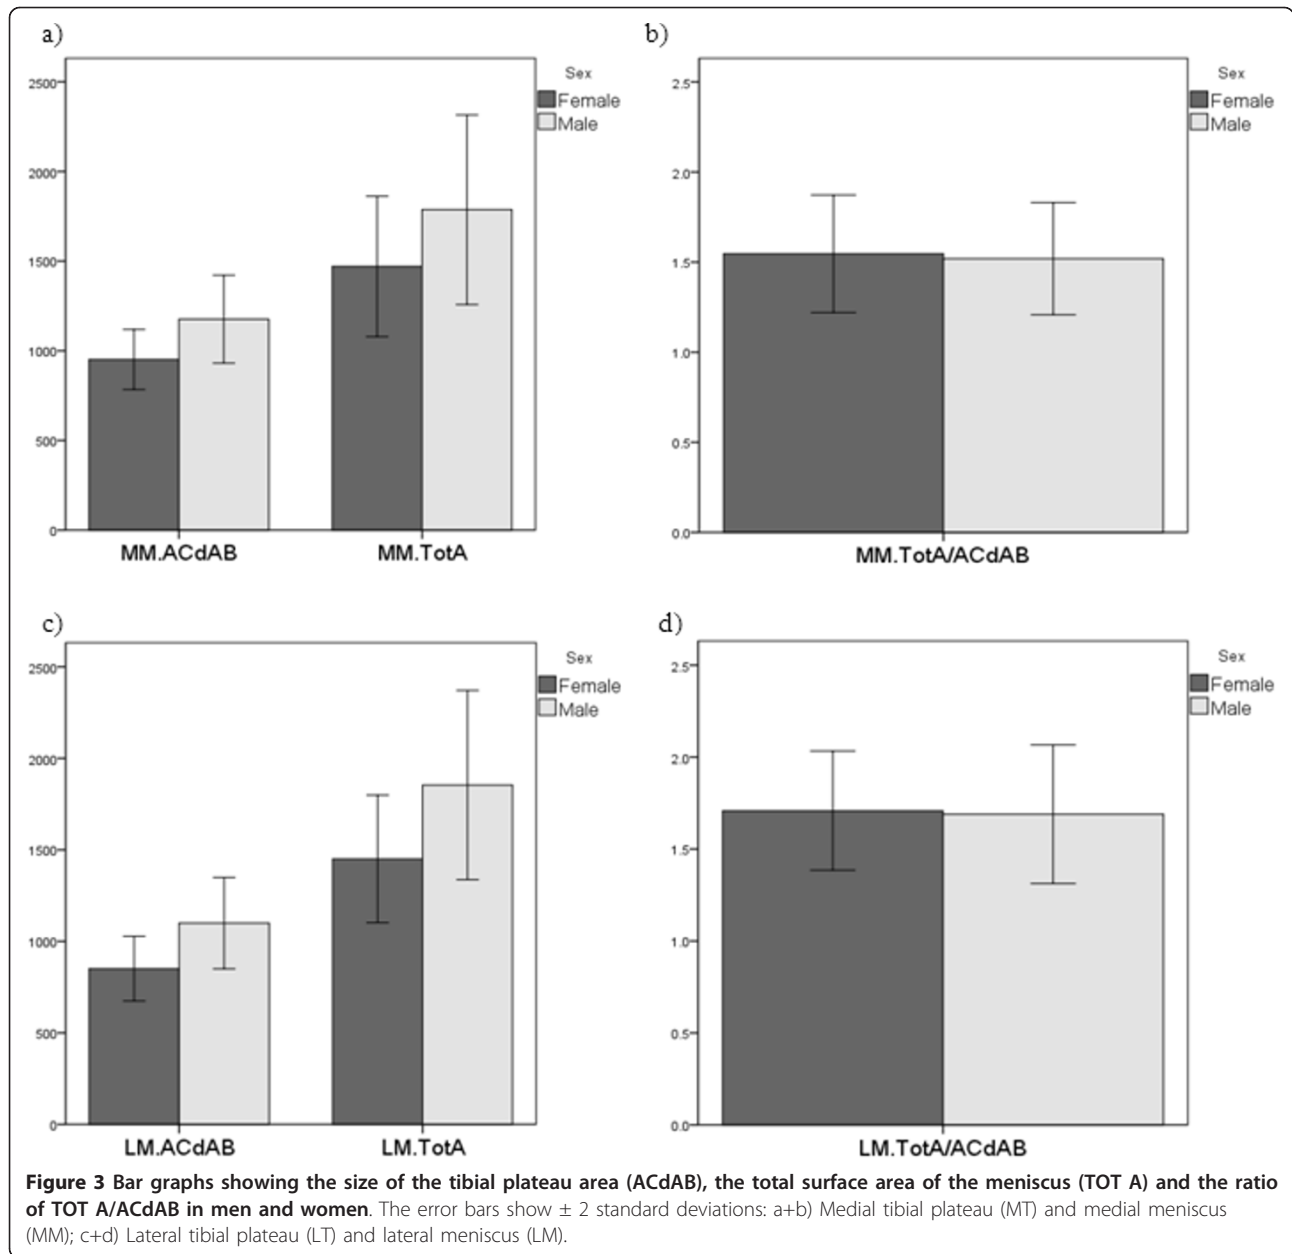 a)
Sex
Female
Male
2500
2000
1500
1000
500
0
MM.ACdAB MM.TotA
b)
Sex
Female
Male
2.5
2.0
1.5
1.0
0.5
0.0
MM.TotA/ACdAB
c)
Sex
Female
Male
2500
2000
1500
1000
500
0
LM.ACdAB LM.TotA
d)
Sex
Female
Male
2.5
2.0
1.5
1.0
0.5
0.0
LM.TotA/ACdAB
Figure 3 Bar graphs showing the size of the tibial plateau area (ACdAB), the total surface area of the meniscus (TOT A) and the ratio
of TOT A/ACdAB in men and women. The error bars show ± 2 standard deviations: a+b) Medial tibial plateau (MT) and medial meniscus
(MM); c+d) Lateral tibial plateau (LT) and lateral meniscus (LM).